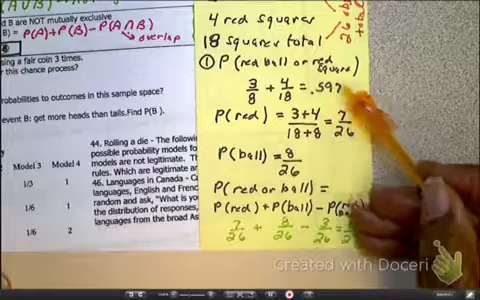 d B are NOT mutually exclusive
B) = P(A) + P(B) - P(A∩B)
overlap
sing a fair coin 3 times.
r this chance process?
robabilities to outcomes in this sample space?
event B: get more heads than tails.Find P(B).
44. Rolling a die - The followi
possible probability models fo
models are not legitimate. Th
rules. Which are legitimate an
46. Languages in Canada - C
languages, English and Frenc
random and ask, "What is yo
the distribution of responses,
languages from the broad As
Model 3 Model 4
1/3 1
1/6 1
1/6 2
4 red squares
18 squares total
total
① P(red ball or red
square)
3/8 + 4/18 = .597
P(red) = 3+4/18+8 = 7/26
P(ball) = 8/26
P(red or ball) =
P(red) + P(ball) - P(red
7/26 + 8/26 - 3/26 =
Created with Doceri